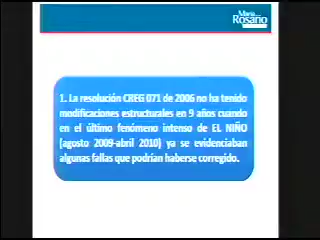 María del
Rosario
1. La resolución CREG 071 de 2006 no ha tenido
modificaciones estructurales en 9 años cuando
en el último fenómeno intenso de EL NIÑO
(agosto 2009-abril 2010) ya se evidenciaban
algunas fallas que podrían haberse corregido.